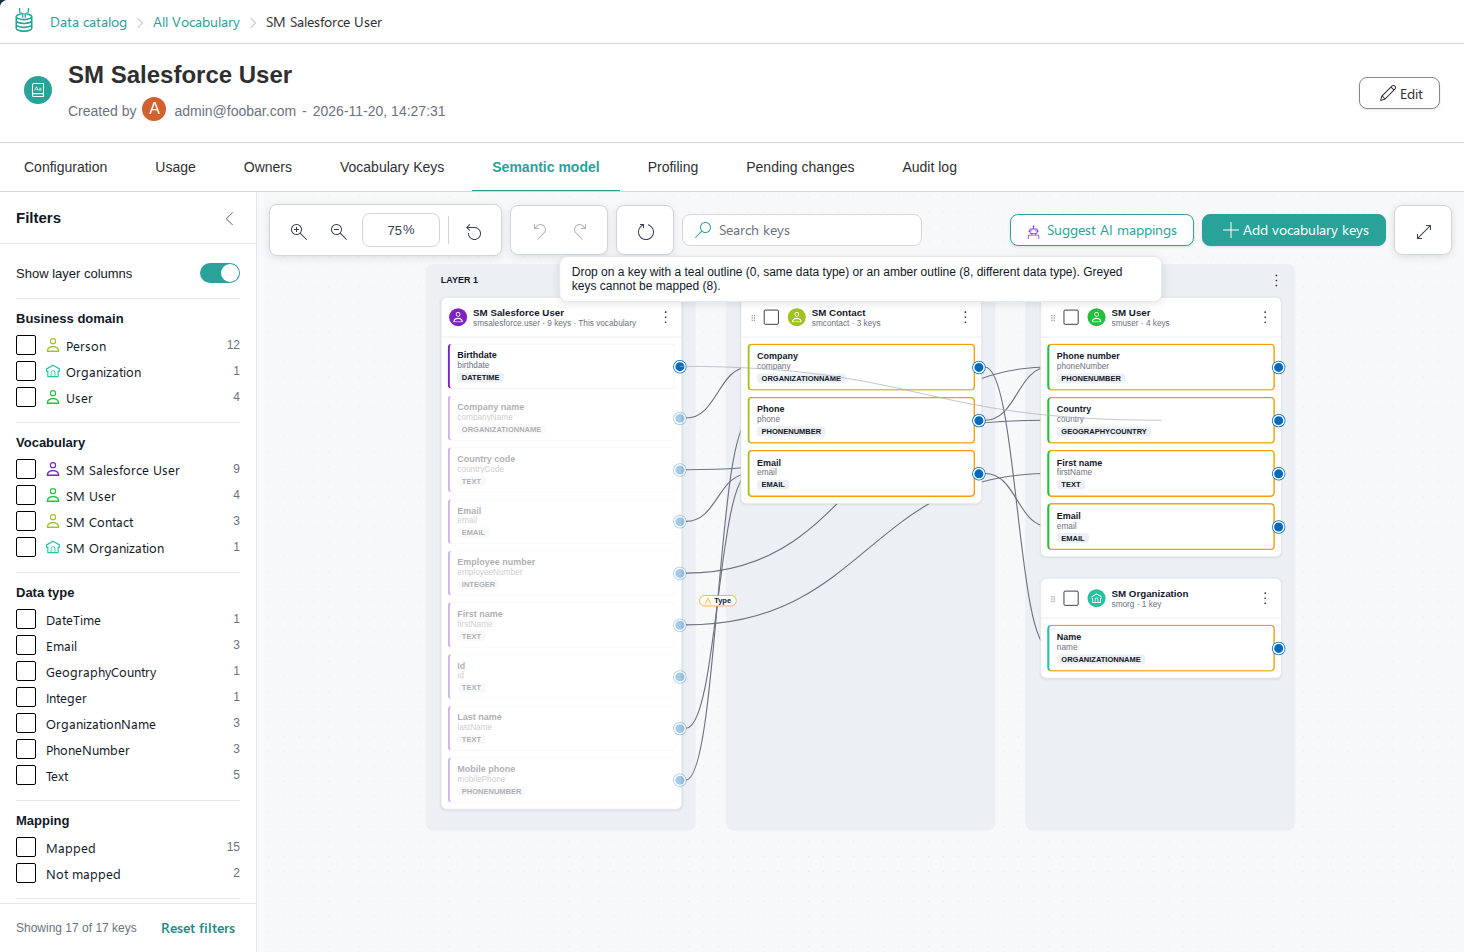 Data catalog > All Vocabulary > SM Salesforce User
SM Salesforce User
Created by A admin@foobar.com - 2026-11-20, 14:27:31
Edit
Configuration Usage Owners Vocabulary Keys Semantic model Profiling Pending changes Audit log
Filters
Show layer columns
Business domain
Person 12
Organization 1
User 4
Vocabulary
SM Salesforce User 9
SM User 4
SM Contact 3
SM Organization 1
Data type
DateTime 1
Email 3
GeographyCountry 1
Integer 1
OrganizationName 3
PhoneNumber 3
Text 5
Mapping
Mapped 15
Not mapped 2
Showing 17 of 17 keys Reset filters
75%
Search keys
Suggest AI mappings
Add vocabulary keys
Drop on a key with a teal outline (0, same data type) or an amber outline (8, different data type). Greyed
keys cannot be mapped (8).
LAYER 1
SM Salesforce User
smsalesforce.user · 9 keys · This vocabulary
Birthdate
birthdate
DATETIME
Company name
companyName
ORGANIZATIONNAME
Country code
countryCode
TEXT
Email
email
EMAIL
Employee number
employeeNumber
INTEGER
First name
firstName
TEXT
Id
id
TEXT
Last name
lastName
TEXT
Mobile phone
mobilePhone
PHONENUMBER
Type
SM Contact
smcontact · 3 keys
Company
company
ORGANIZATIONNAME
Phone
phone
PHONENUMBER
Email
email
EMAIL
SM User
smuser · 4 keys
Phone number
phoneNumber
PHONENUMBER
Country
country
GEOGRAPHYCOUNTRY
First name
firstName
TEXT
Email
email
EMAIL
SM Organization
smorg · 1 key
Name
name
ORGANIZATIONNAME